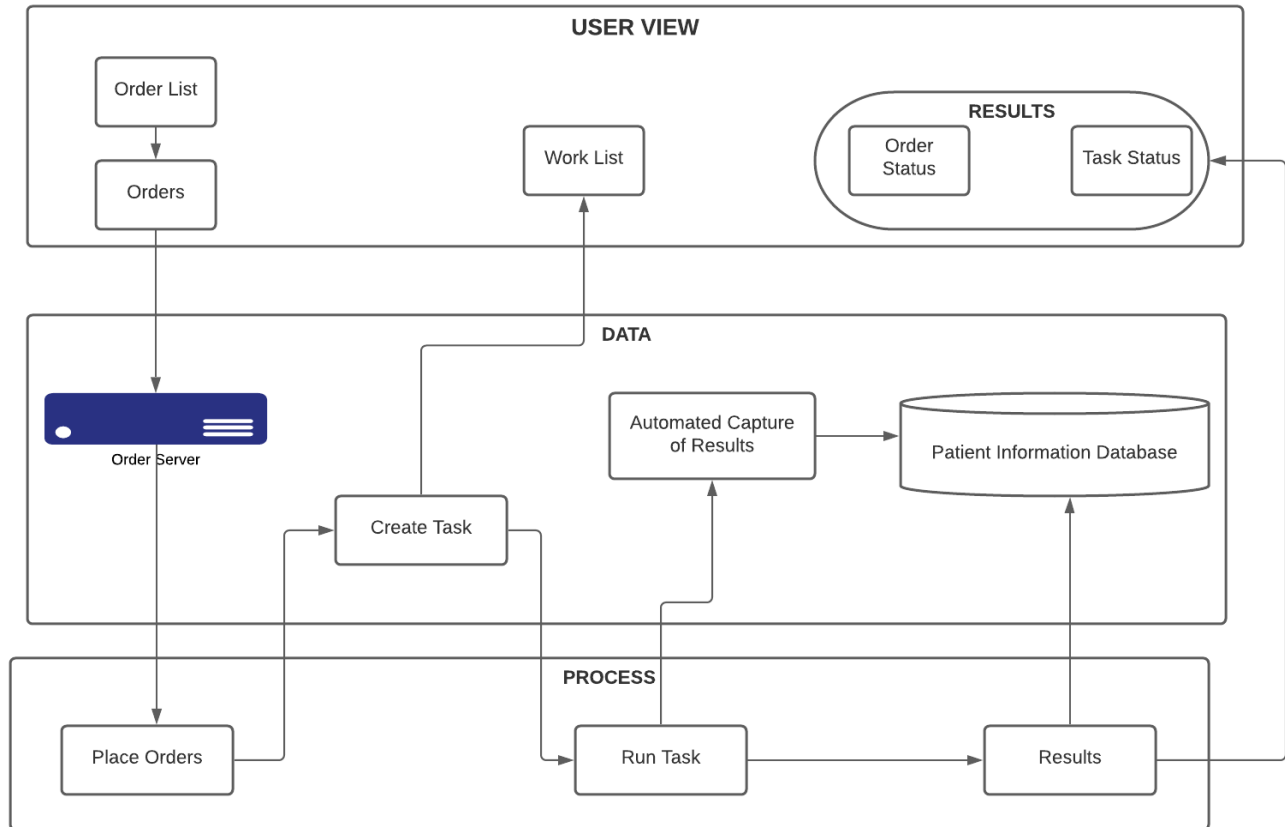 USER VIEW
Order List
Orders
Work List
RESULTS
Order
Status
Task Status
DATA
Order Server
Create Task
Automated Capture
of Results
Patient Information Database
PROCESS
Place Orders
Run Task
Results